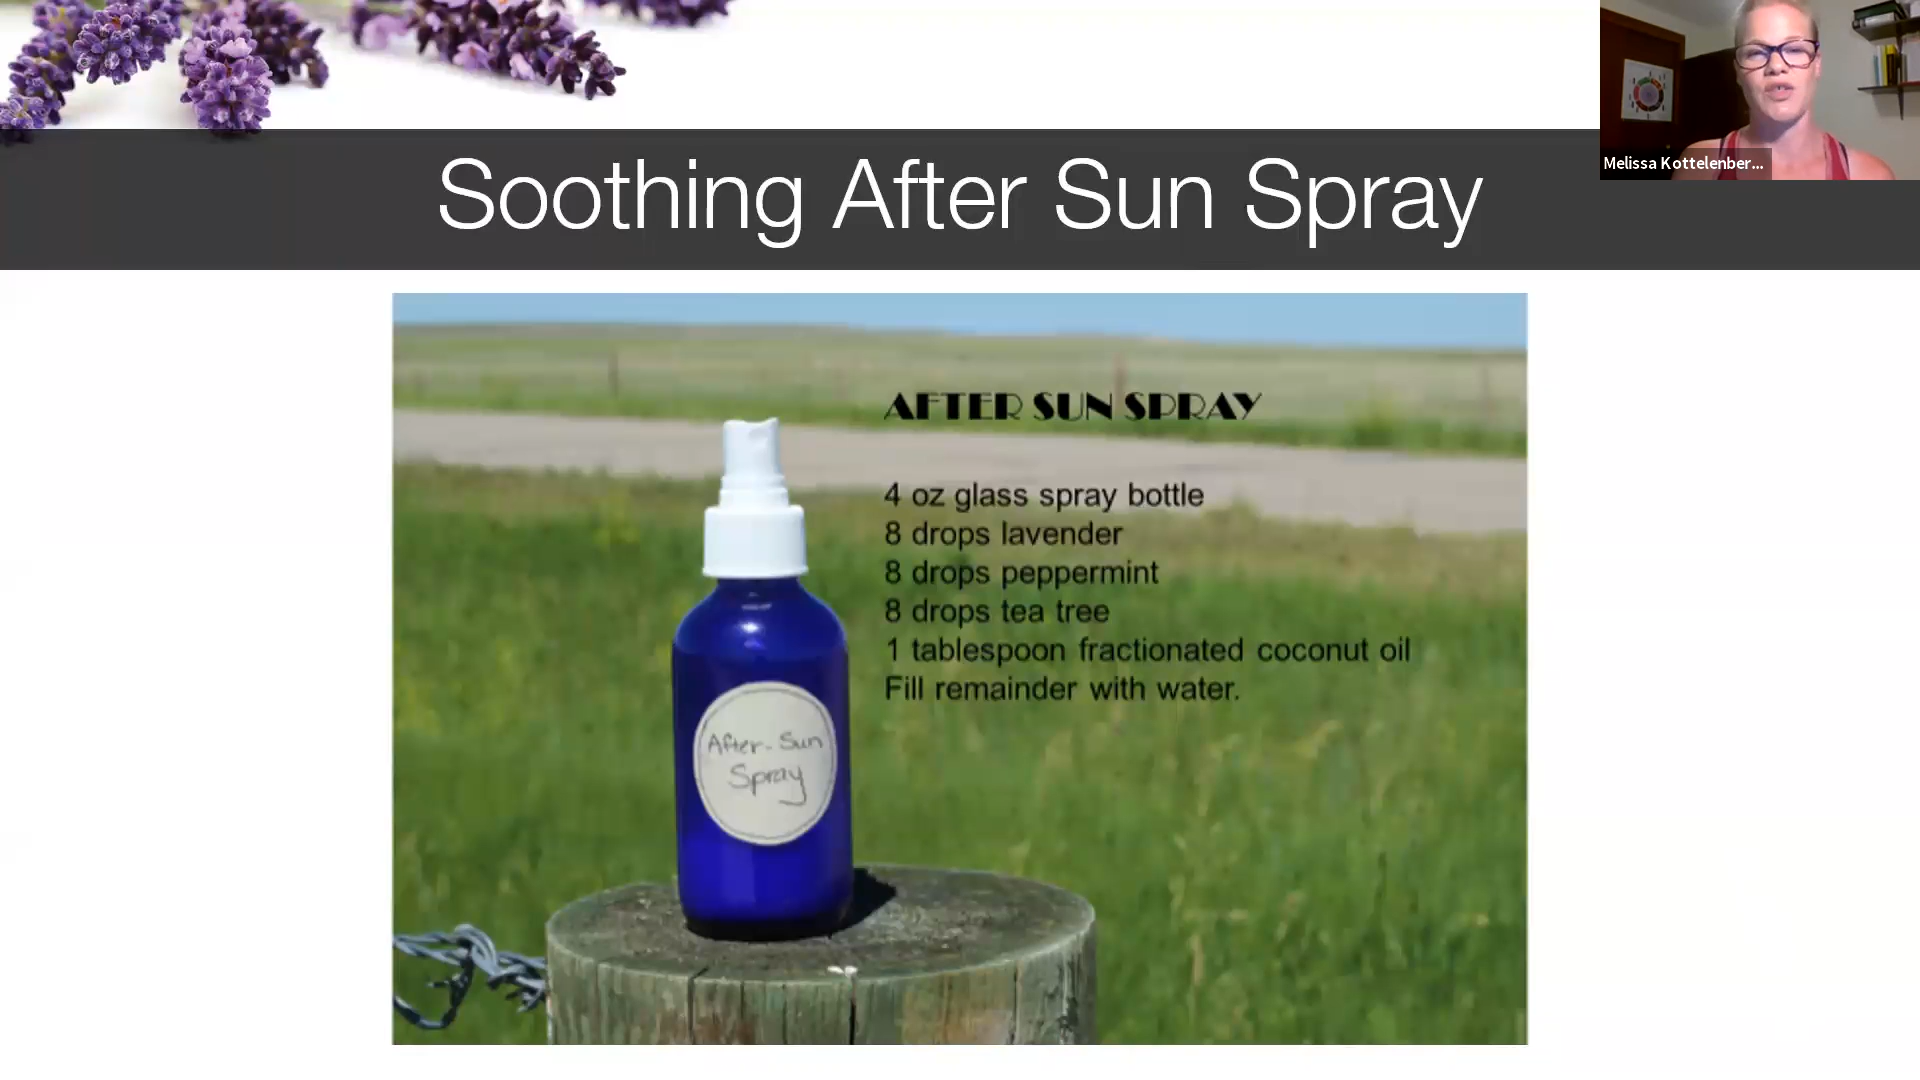 Soothing After Sun Spray
Melissa Kottelenber...
AFTER SUN SPRAY
4 oz glass spray bottle
8 drops lavender
8 drops peppermint
8 drops tea tree
1 tablespoon fractionated coconut oil
Fill remainder with water.
After-Sun
Spray